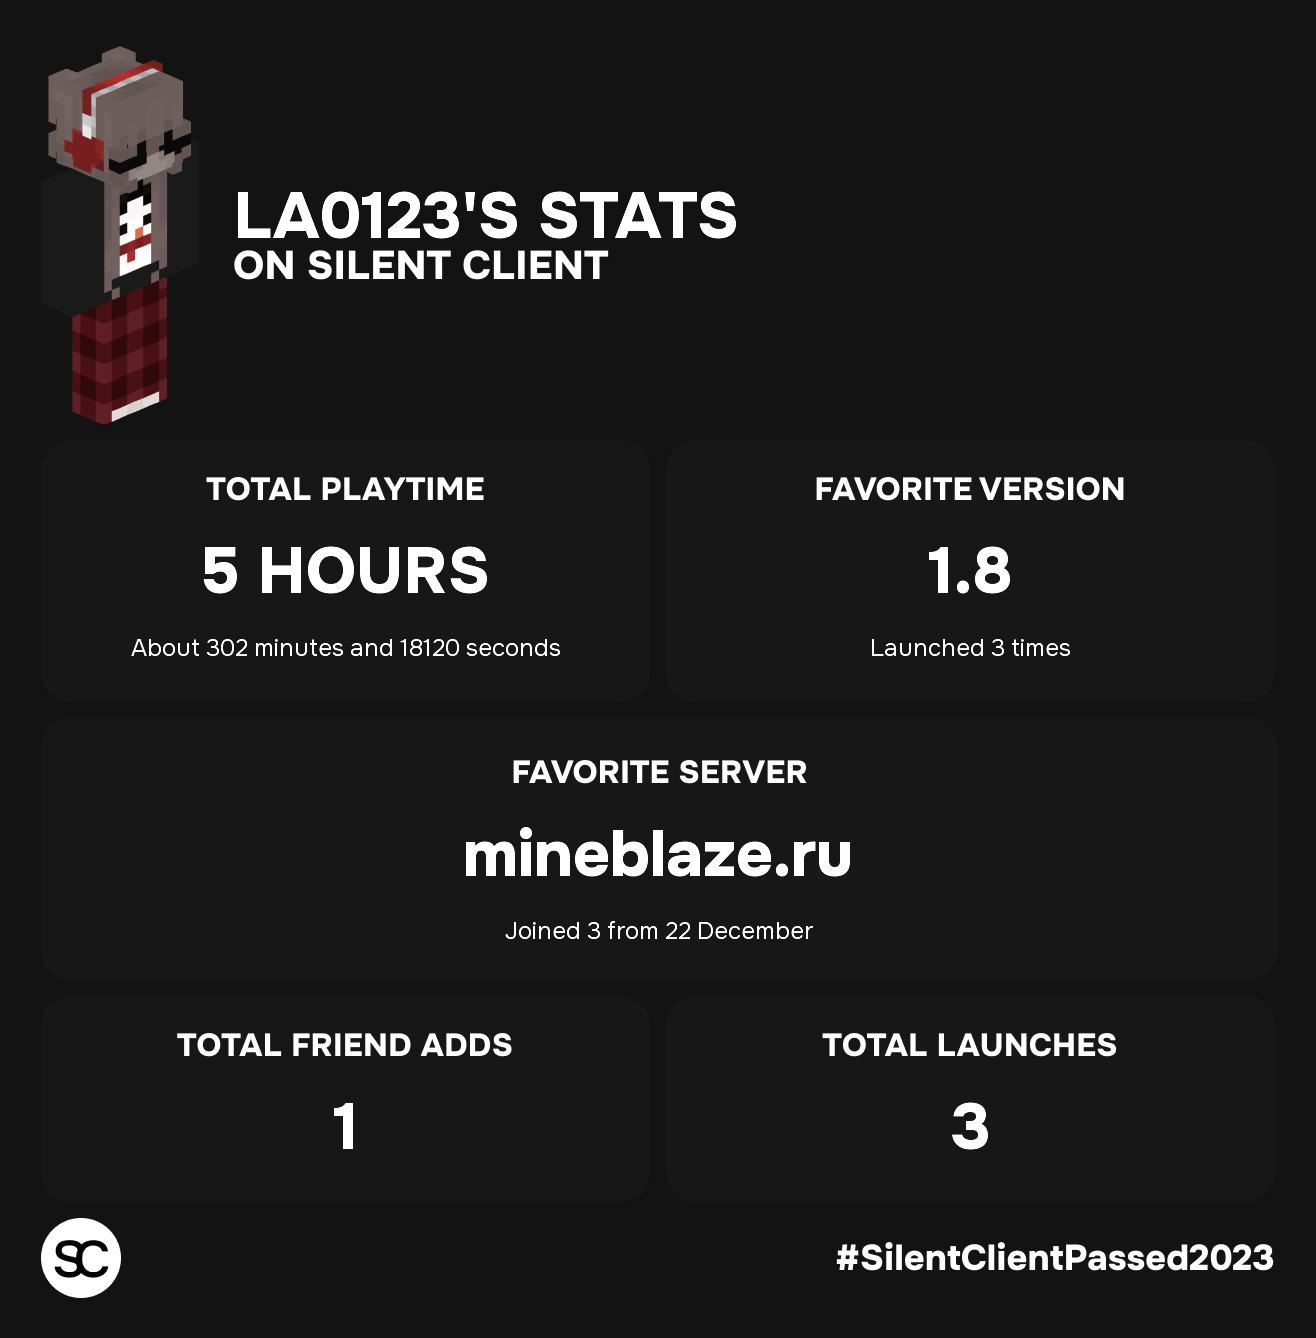 LA0123'S STATS
ON SILENT CLIENT
TOTAL PLAYTIME
5 HOURS
About 302 minutes and 18120 seconds
FAVORITE VERSION
1.8
Launched 3 times
FAVORITE SERVER
mineblaze.ru
Joined 3 from 22 December
TOTAL FRIEND ADDS
1
TOTAL LAUNCHES
3
SC
#SilentClientPassed2023